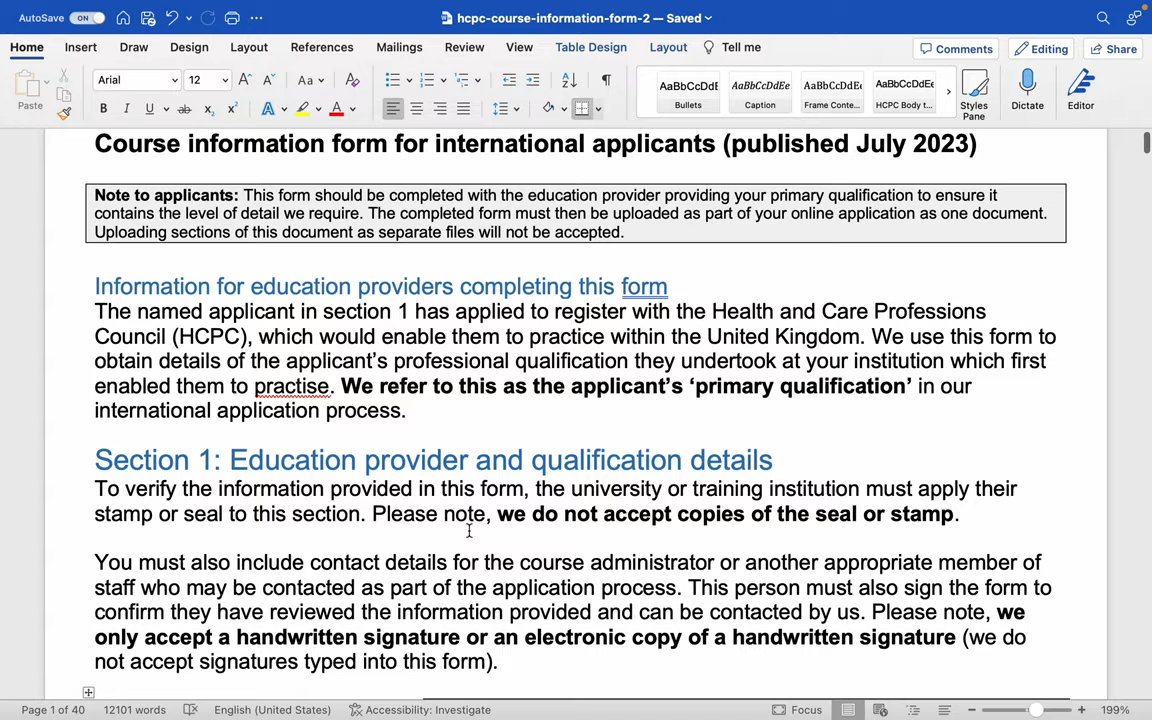 AutoSave ON hcpc-course-information-form-2 — Saved
Home Insert Draw Design Layout References Mailings Review View Table Design Layout Tell me Comments Editing Share
Paste Arial 12 Aa AaBbCcDdE Bullets AaBbCcDdEe Caption AaBbCcDdEe Frame Conte... AaBbCcDdEe HCPC Body t... Styles Pane Dictate Editor
Course information form for international applicants (published July 2023)
Note to applicants: This form should be completed with the education provider providing your primary qualification to ensure it
contains the level of detail we require. The completed form must then be uploaded as part of your online application as one document.
Uploading sections of this document as separate files will not be accepted.
Information for education providers completing this form
The named applicant in section 1 has applied to register with the Health and Care Professions
Council (HCPC), which would enable them to practice within the United Kingdom. We use this form to
obtain details of the applicant’s professional qualification they undertook at your institution which first
enabled them to practise. We refer to this as the applicant’s ‘primary qualification’ in our
international application process.
Section 1: Education provider and qualification details
To verify the information provided in this form, the university or training institution must apply their
stamp or seal to this section. Please note, we do not accept copies of the seal or stamp.
You must also include contact details for the course administrator or another appropriate member of
staff who may be contacted as part of the application process. This person must also sign the form to
confirm they have reviewed the information provided and can be contacted by us. Please note, we
only accept a handwritten signature or an electronic copy of a handwritten signature (we do
not accept signatures typed into this form).
Page 1 of 40 12101 words English (United States) Accessibility: Investigate Focus 199%